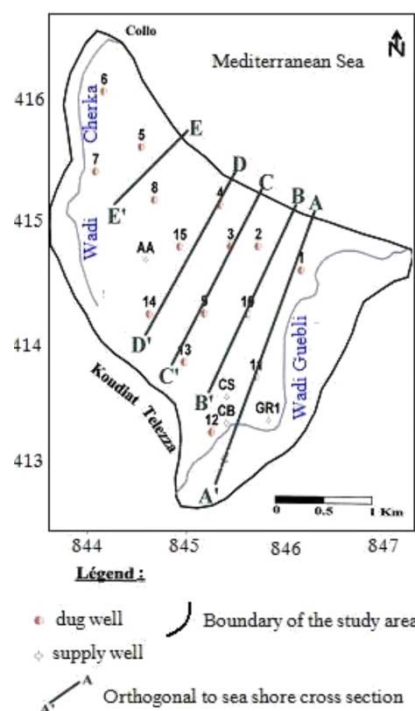 Collo
Mediterranean Sea
N
416
6
Cherka
E
5
7
D
C
8
4
B
A
415
E'
15
3
2
AA
1
Wadi
14
9
10
414
D'
13
C'
11
Wadi Guebli
Koudiat Telezza
B'
CS
CB
GR1
12
413
A'
0 0.5 1 Km
844 845 846 847
Légend :
dug well
Boundary of the study area
supply well
A
A'
Orthogonal to sea shore cross section